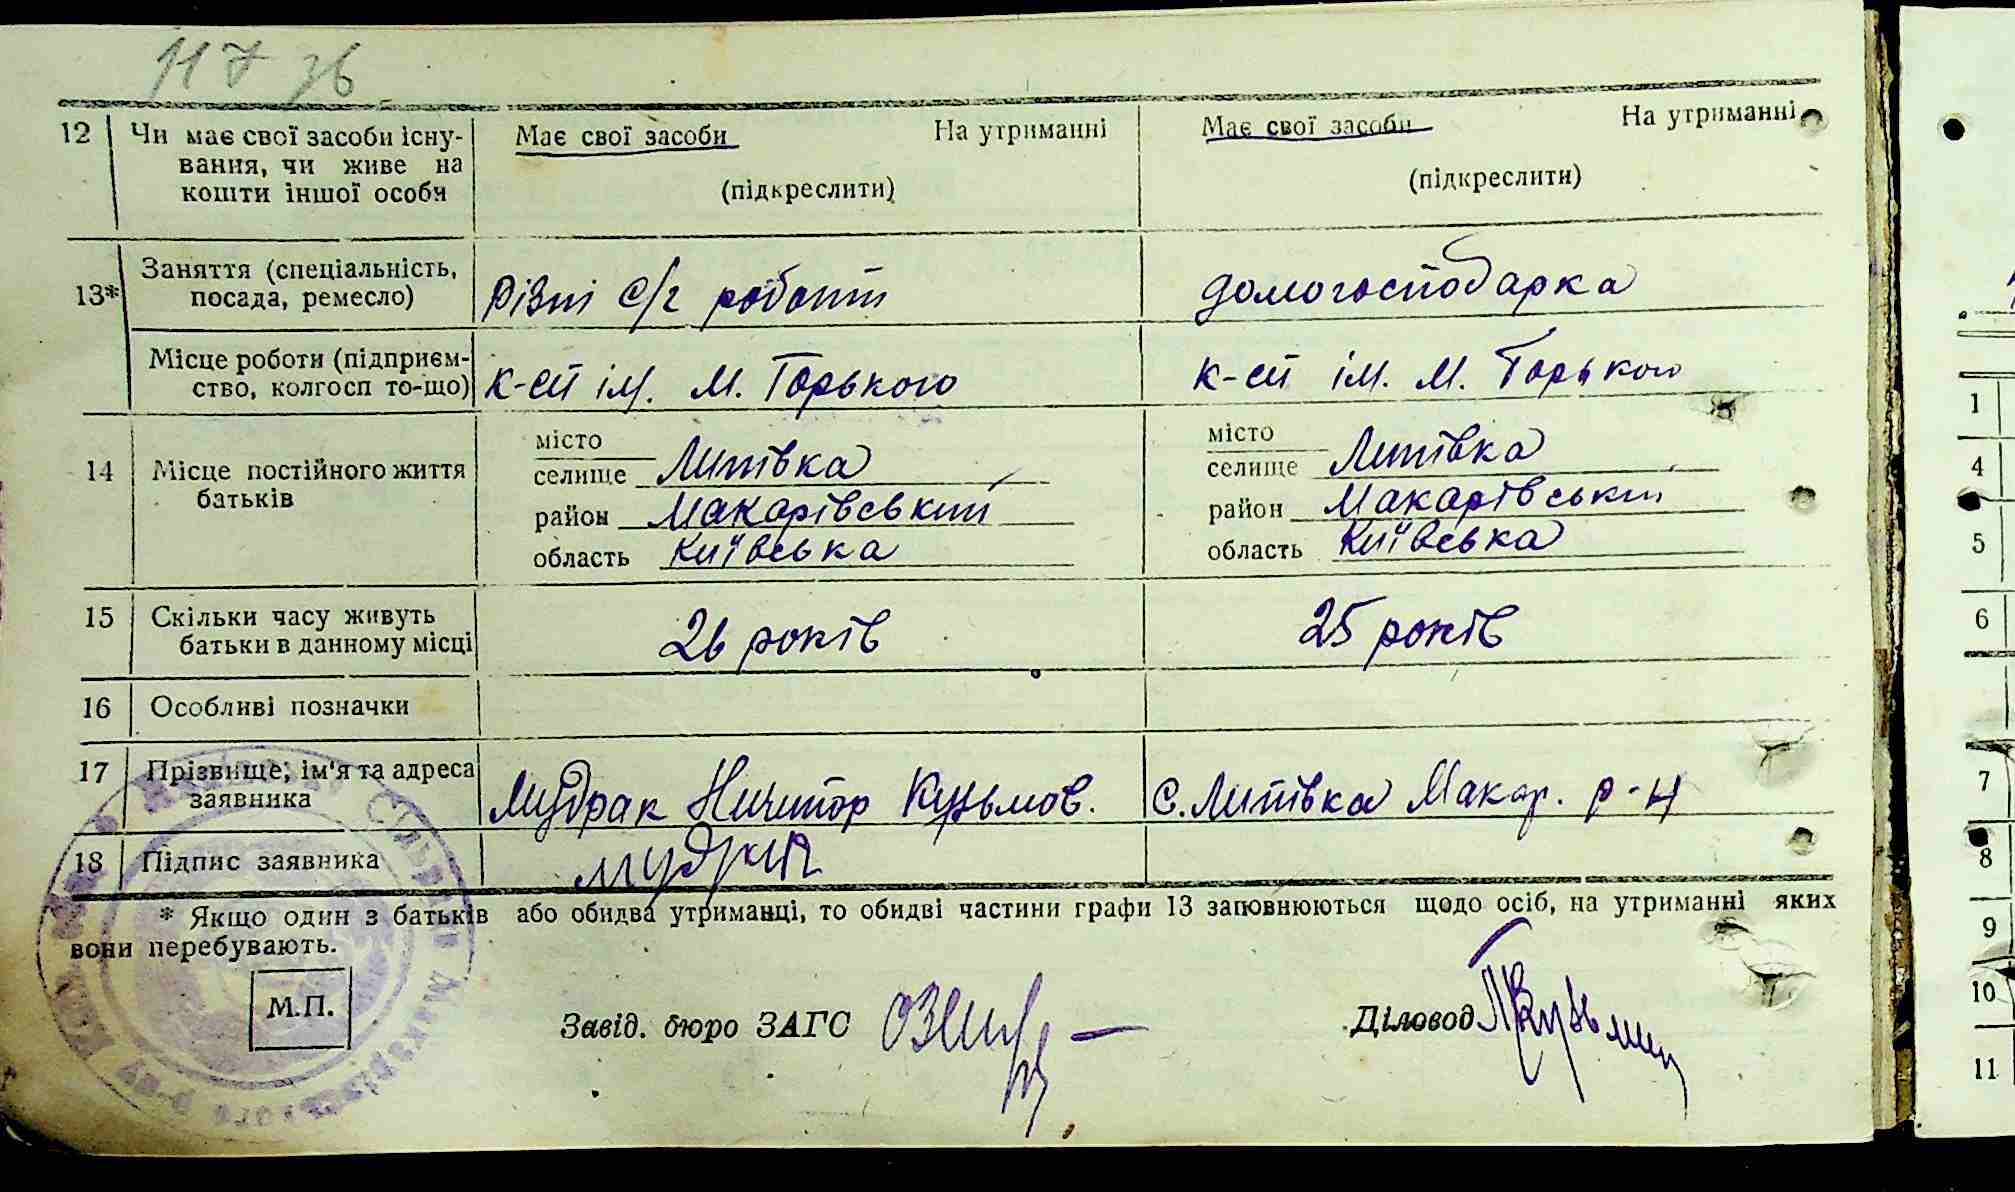 117 зв
12 Чи має свої засоби існування, чи живе на кошти іншої особи Має свої засоби На утриманні (підкреслити) Має свої засоби На утриманні (підкреслити)
13* Заняття (спеціальність, посада, ремесло) Різні с/г роботи домогосподарка
Місце роботи (підприємство, колгосп то-що) К-сп ім. М. Горького К-сп ім. М. Горького
14 Місце постійного життя батьків
місто
селище Липівка
район Макарівський
область Київська
місто
селище Липівка
район Макарівський
область Київська
15 Скільки часу живуть батьки в данному місці 26 років 25 років
16 Особливі позначки
17 Прізвище, ім'я та адреса заявника Мудрак Ничипор Кузьмов. С. Липівка Макар. р-н
18 Підпис заявника Мудрак
* Якщо один з батьків або обидва утриманці, то обидві частини графи 13 заповнюються щодо осіб, на утриманні яких
вони перебувають.
М.П.
Завід. бюро ЗАГС
Діловод
1
4
5
6
7
8
9
10
11